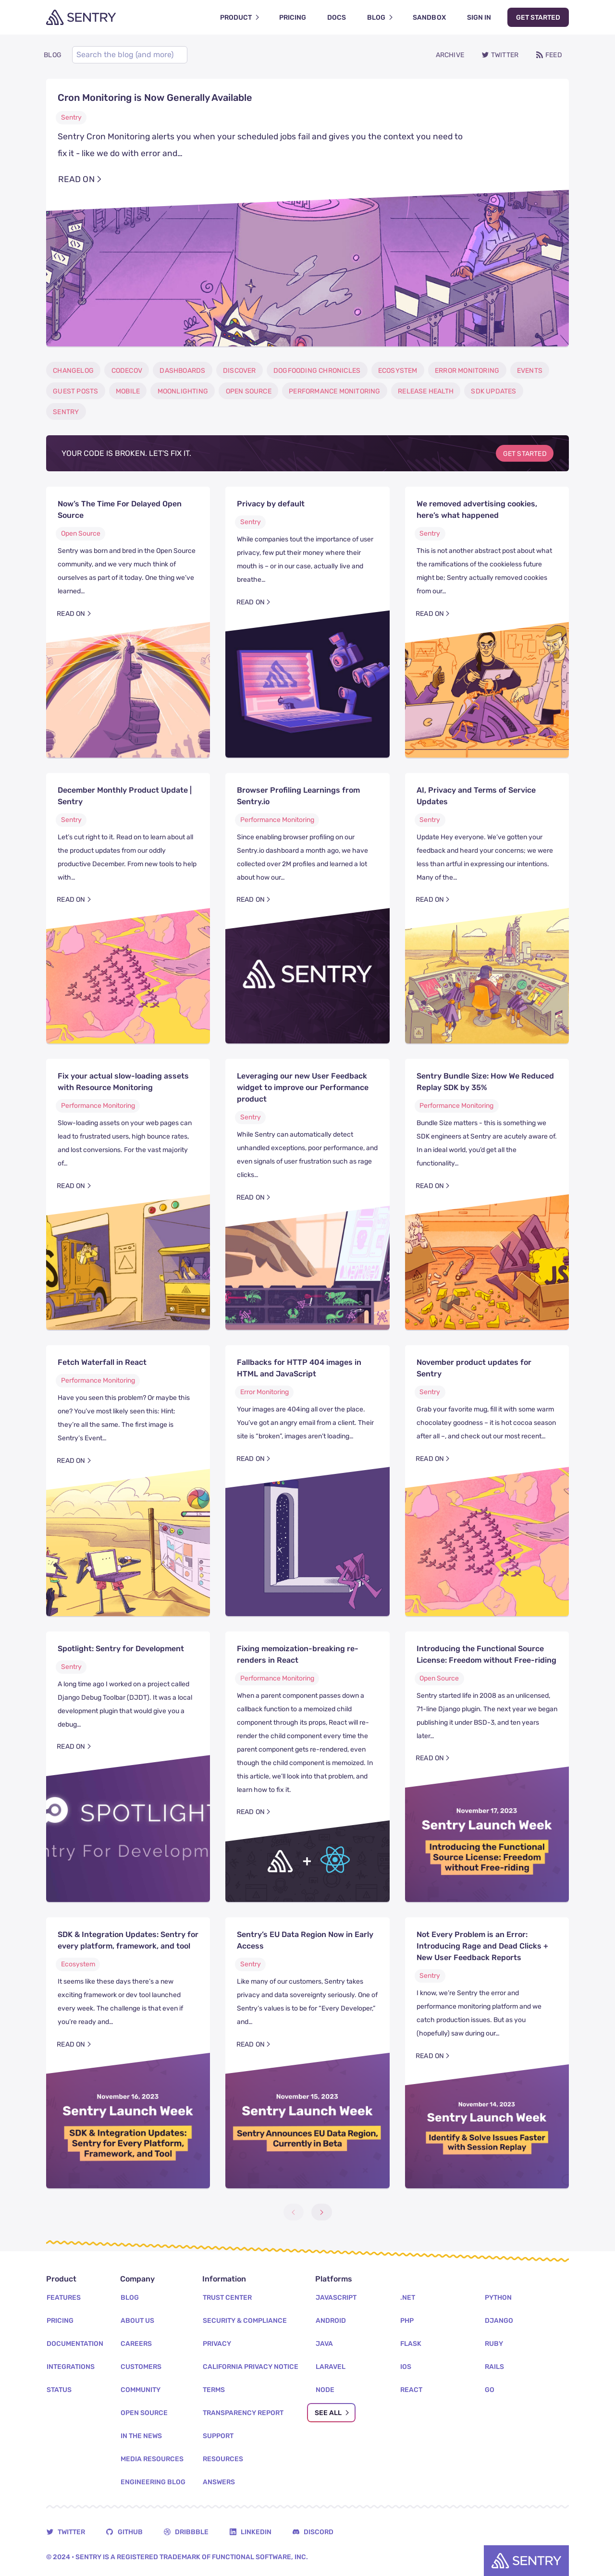 SENTRY
PRODUCT
PRICING
DOCS
BLOG
SANDBOX
SIGN IN
GET STARTED
BLOG
Search the blog (and more)
ARCHIVE
TWITTER
FEED
Cron Monitoring is Now Generally Available
Sentry
Sentry Cron Monitoring alerts you when your scheduled jobs fail and gives you the context you need to
fix it - like we do with error and…
READ ON
CHANGELOG
CODECOV
DASHBOARDS
DISCOVER
DOGFOODING CHRONICLES
ECOSYSTEM
ERROR MONITORING
EVENTS
GUEST POSTS
MOBILE
MOONLIGHTING
OPEN SOURCE
PERFORMANCE MONITORING
RELEASE HEALTH
SDK UPDATES
SENTRY
YOUR CODE IS BROKEN. LET'S FIX IT.
GET STARTED
Now's The Time For Delayed Open
Source
Open Source
Sentry was born and bred in the Open Source
community, and we very much think of
ourselves as part of it today. One thing we've
learned…
READ ON
Privacy by default
Sentry
While companies tout the importance of user
privacy, few put their money where their
mouth is – or in our case, actually live and
breathe…
READ ON
We removed advertising cookies,
here's what happened
Sentry
This is not another abstract post about what
the ramifications of the cookieless future
might be; Sentry actually removed cookies
from our…
READ ON
December Monthly Product Update |
Sentry
Sentry
Let's cut right to it. Read on to learn about all
the product updates from our oddly
productive December. From new tools to help
with…
READ ON
Browser Profiling Learnings from
Sentry.io
Performance Monitoring
Since enabling browser profiling on our
Sentry.io dashboard a month ago, we have
collected over 2M profiles and learned a lot
about how our…
READ ON
SENTRY
AI, Privacy and Terms of Service
Updates
Sentry
Update Hey everyone. We've gotten your
feedback and heard your concerns; we were
less than artful in expressing our intentions.
Many of the…
READ ON
Fix your actual slow-loading assets
with Resource Monitoring
Performance Monitoring
Slow-loading assets on your web pages can
lead to frustrated users, high bounce rates,
and lost conversions. For the vast majority
of…
READ ON
Leveraging our new User Feedback
widget to improve our Performance
product
Sentry
While Sentry can automatically detect
unhandled exceptions, poor performance, and
even signals of user frustration such as rage
clicks…
READ ON
Sentry Bundle Size: How We Reduced
Replay SDK by 35%
Performance Monitoring
Bundle Size matters - this is something we
SDK engineers at Sentry are acutely aware of.
In an ideal world, you'd get all the
functionality…
READ ON
JS
Fetch Waterfall in React
Performance Monitoring
Have you seen this problem? Or maybe this
one? You've most likely seen this: Hint;
they're all the same. The first image is
Sentry's Event…
READ ON
Fallbacks for HTTP 404 images in
HTML and JavaScript
Error Monitoring
Your images are 404ing all over the place.
You've got an angry email from a client. Their
site is "broken", images aren't loading…
READ ON
November product updates for
Sentry
Sentry
Grab your favorite mug, fill it with some warm
chocolatey goodness – it is hot cocoa season
after all –, and check out our most recent…
READ ON
Spotlight: Sentry for Development
Sentry
A long time ago I worked on a project called
Django Debug Toolbar (DJDT). It was a local
development plugin that would give you a
debug…
READ ON
SPOTLIGHT
ntry For Developme
Fixing memoization-breaking re-
renders in React
Performance Monitoring
When a parent component passes down a
callback function to a memoized child
component through its props, React will re-
render the child component every time the
parent component gets re-rendered, even
though the child component is memoized. In
this article, we'll look into that problem, and
learn how to fix it.
READ ON
+
Introducing the Functional Source
License: Freedom without Free-riding
Open Source
Sentry started life in 2008 as an unlicensed,
71-line Django plugin. The next year we began
publishing it under BSD-3, and ten years
later…
READ ON
November 17, 2023
Sentry Launch Week
Introducing the Functional
Source License: Freedom
without Free-riding
SDK & Integration Updates: Sentry for
every platform, framework, and tool
Ecosystem
It seems like these days there's a new
exciting framework or dev tool launched
every week. The challenge is that even if
you're ready and…
READ ON
November 16, 2023
Sentry Launch Week
SDK & Integration Updates:
Sentry for Every Platform,
Framework, and Tool
Sentry's EU Data Region Now in Early
Access
Sentry
Like many of our customers, Sentry takes
privacy and data sovereignty seriously. One of
Sentry's values is to be for "Every Developer,"
and…
READ ON
November 15, 2023
Sentry Launch Week
Sentry Announces EU Data Region,
Currently in Beta
Not Every Problem is an Error:
Introducing Rage and Dead Clicks +
New User Feedback Reports
Sentry
I know, we're Sentry the error and
performance monitoring platform and we
catch production issues. But as you
(hopefully) saw during our…
READ ON
November 14, 2023
Sentry Launch Week
Identify & Solve Issues Faster
with Session Replay
Product
FEATURES
PRICING
DOCUMENTATION
INTEGRATIONS
STATUS
Company
BLOG
ABOUT US
CAREERS
CUSTOMERS
COMMUNITY
OPEN SOURCE
IN THE NEWS
MEDIA RESOURCES
ENGINEERING BLOG
Information
TRUST CENTER
SECURITY & COMPLIANCE
PRIVACY
CALIFORNIA PRIVACY NOTICE
TERMS
TRANSPARENCY REPORT
SUPPORT
RESOURCES
ANSWERS
Platforms
JAVASCRIPT
ANDROID
JAVA
LARAVEL
NODE
SEE ALL
.NET
PHP
FLASK
IOS
REACT
PYTHON
DJANGO
RUBY
RAILS
GO
TWITTER
GITHUB
DRIBBBLE
LINKEDIN
DISCORD
© 2024 • SENTRY IS A REGISTERED TRADEMARK OF FUNCTIONAL SOFTWARE, INC.
SENTRY